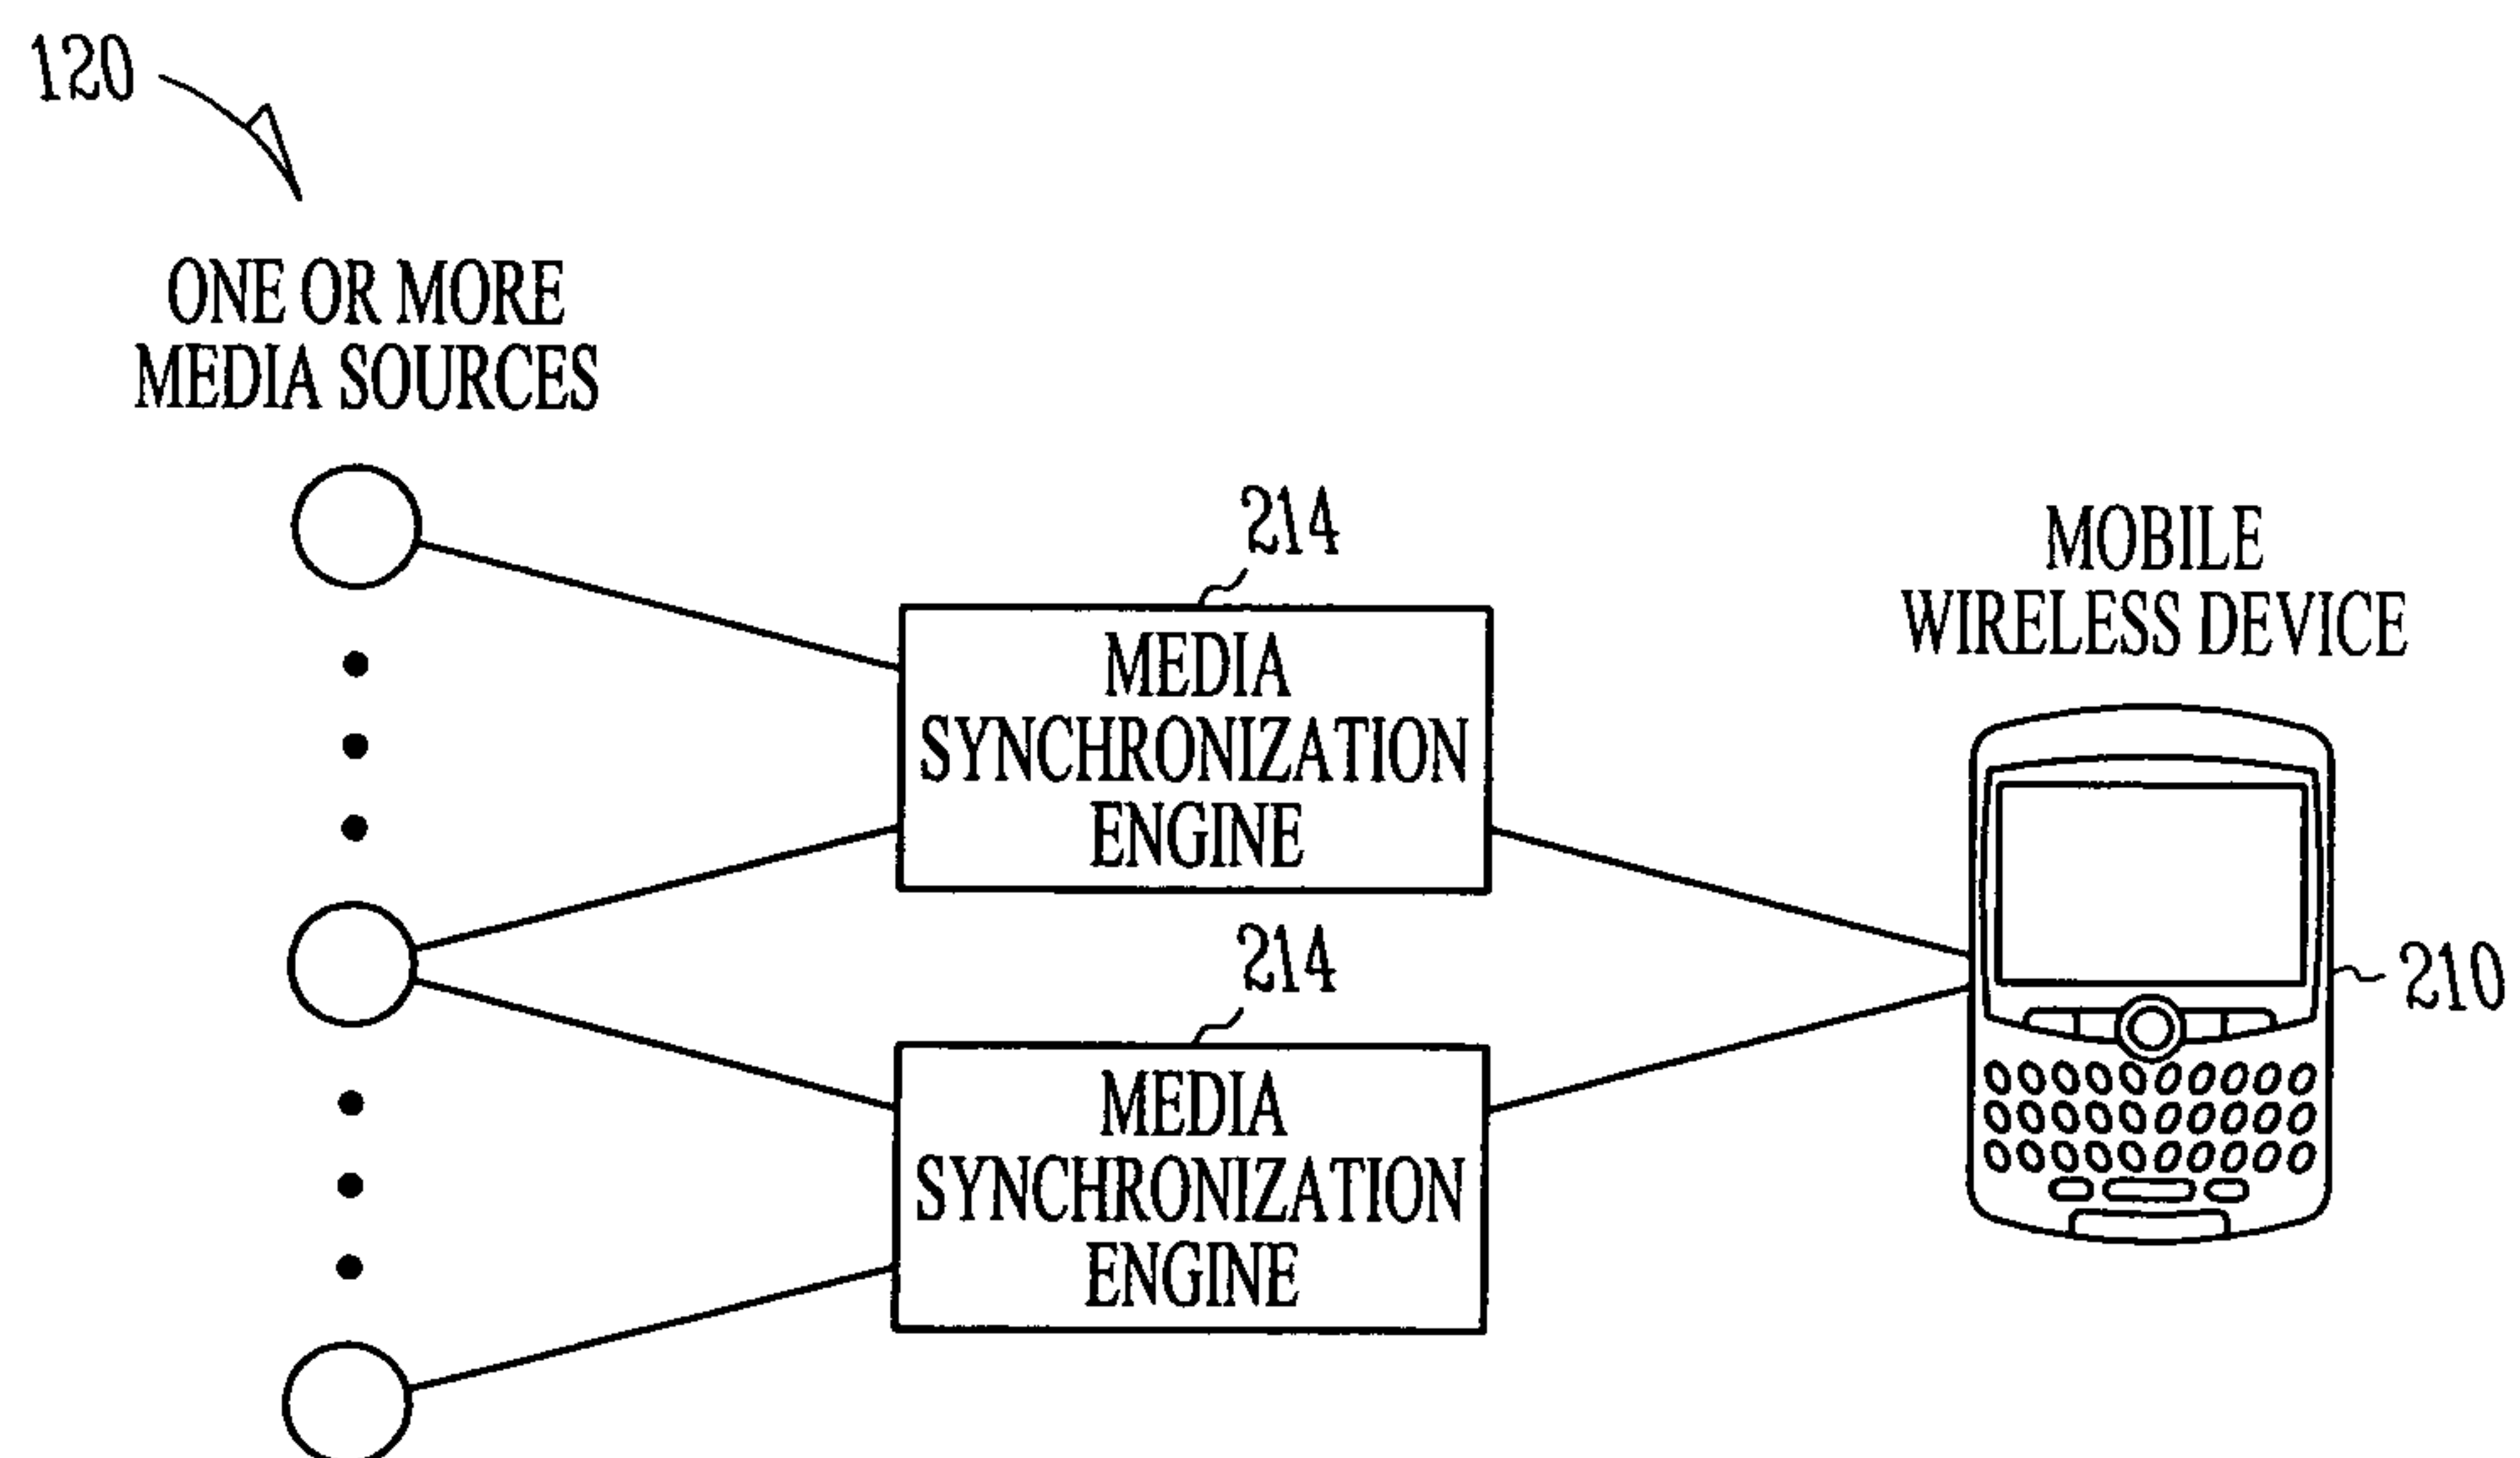 120
ONE OR MORE
MEDIA SOURCES
214
MEDIA
SYNCHRONIZATION
ENGINE
MOBILE
WIRELESS DEVICE
214
MEDIA
SYNCHRONIZATION
ENGINE
210